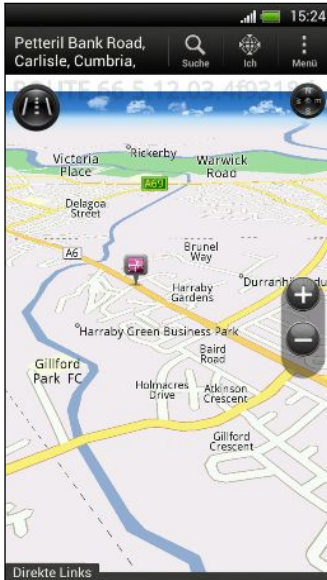 15:24
Petteril Bank Road,
Carlisle, Cumbria,
Suche
Ich
Menü
Rickerby
Victoria
Place
Warwick
Road
A69
Delagoa
Street
A6
Brunel
Way
Harraby
Gardens
Harraby Green Business Park
Baird
Road
Gillford
Park FC
Holmacres
Drive
Atkinson
Crescent
Gillford
Crescent
Direkte Links